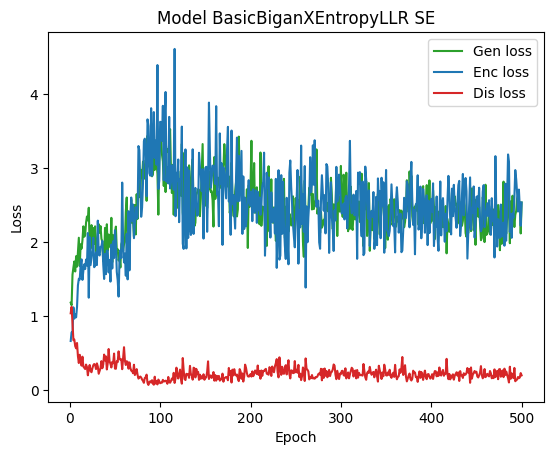 Model BasicBiganXEntropyLLR SE
Gen loss
Enc loss
Dis loss
4
3
2
1
0
Loss
0 100 200 300 400 500
Epoch